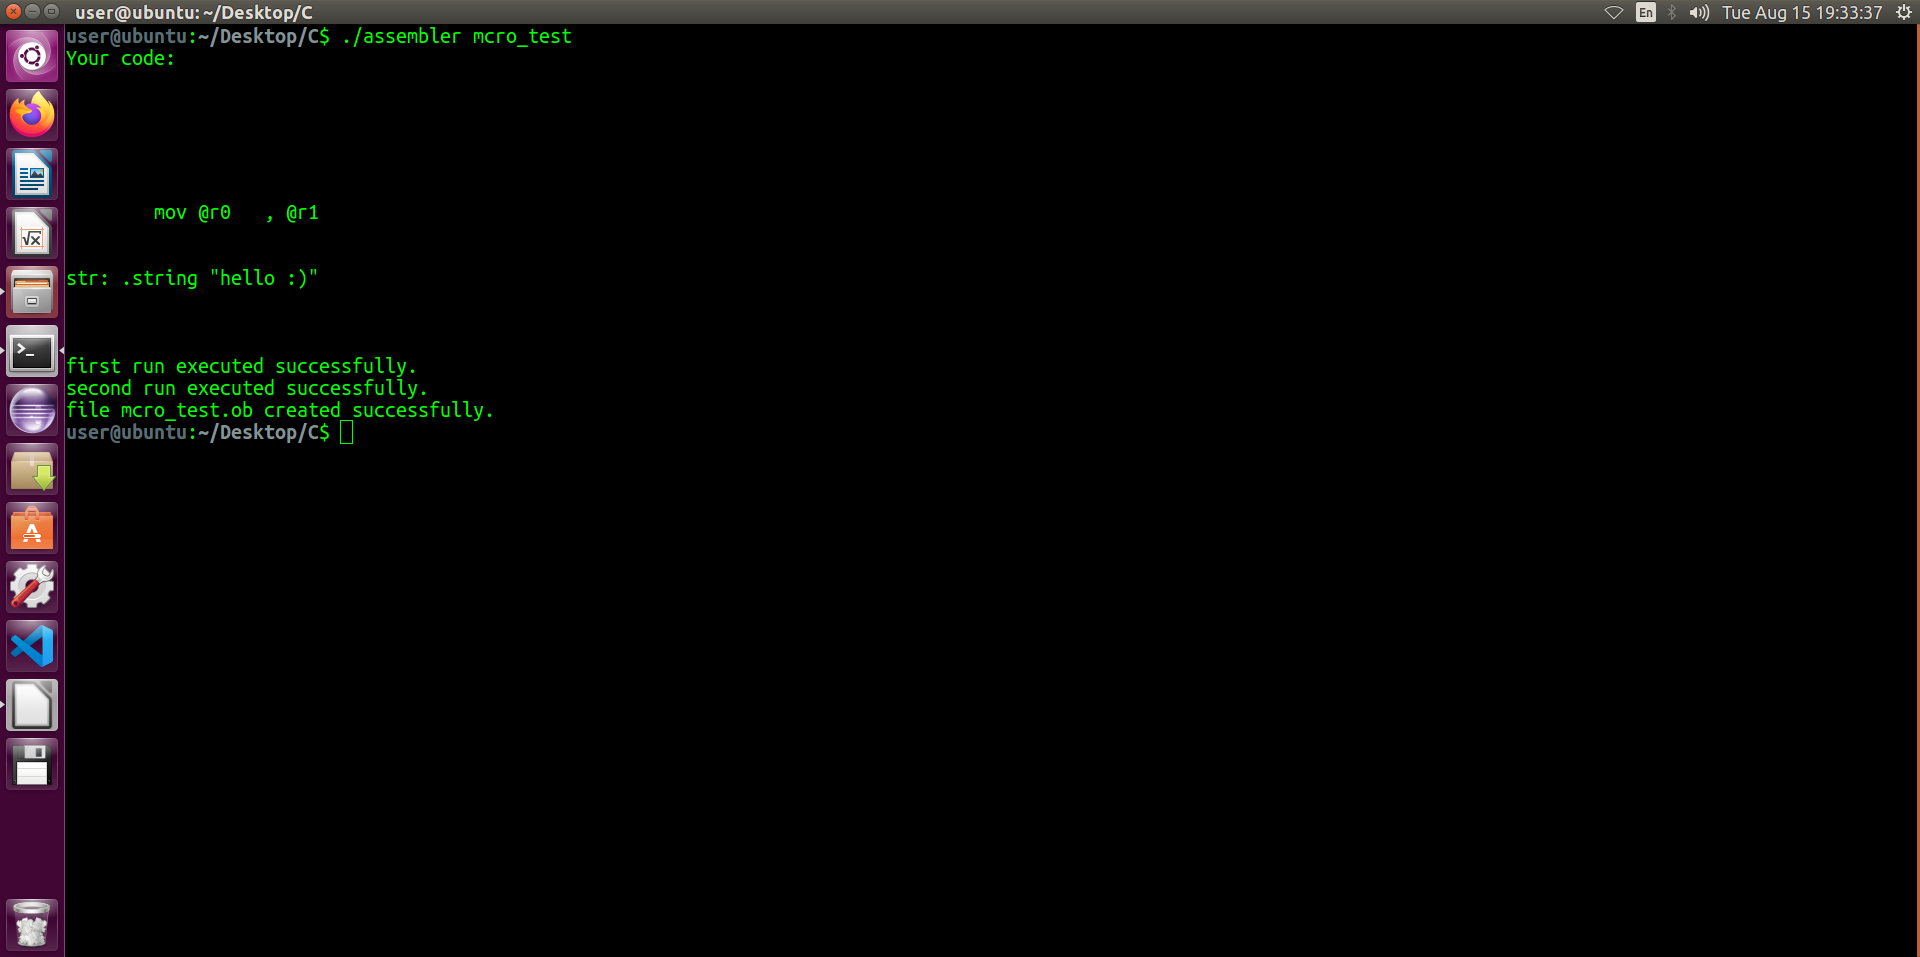 user@ubuntu: ~/Desktop/C
En
Tue Aug 15 19:33:37
user@ubuntu:~/Desktop/C$ ./assembler mcro_test
Your code:
mov @r0   , @r1
str: .string "hello :)"
first run executed successfully.
second run executed successfully.
file mcro_test.ob created successfully.
user@ubuntu:~/Desktop/C$